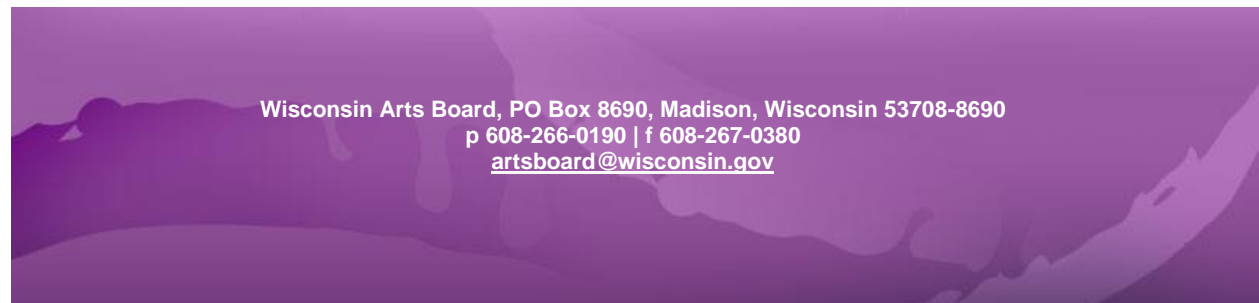 Wisconsin Arts Board, PO Box 8690, Madison, Wisconsin 53708-8690
p 608-266-0190 | f 608-267-0380
artsboard@wisconsin.gov